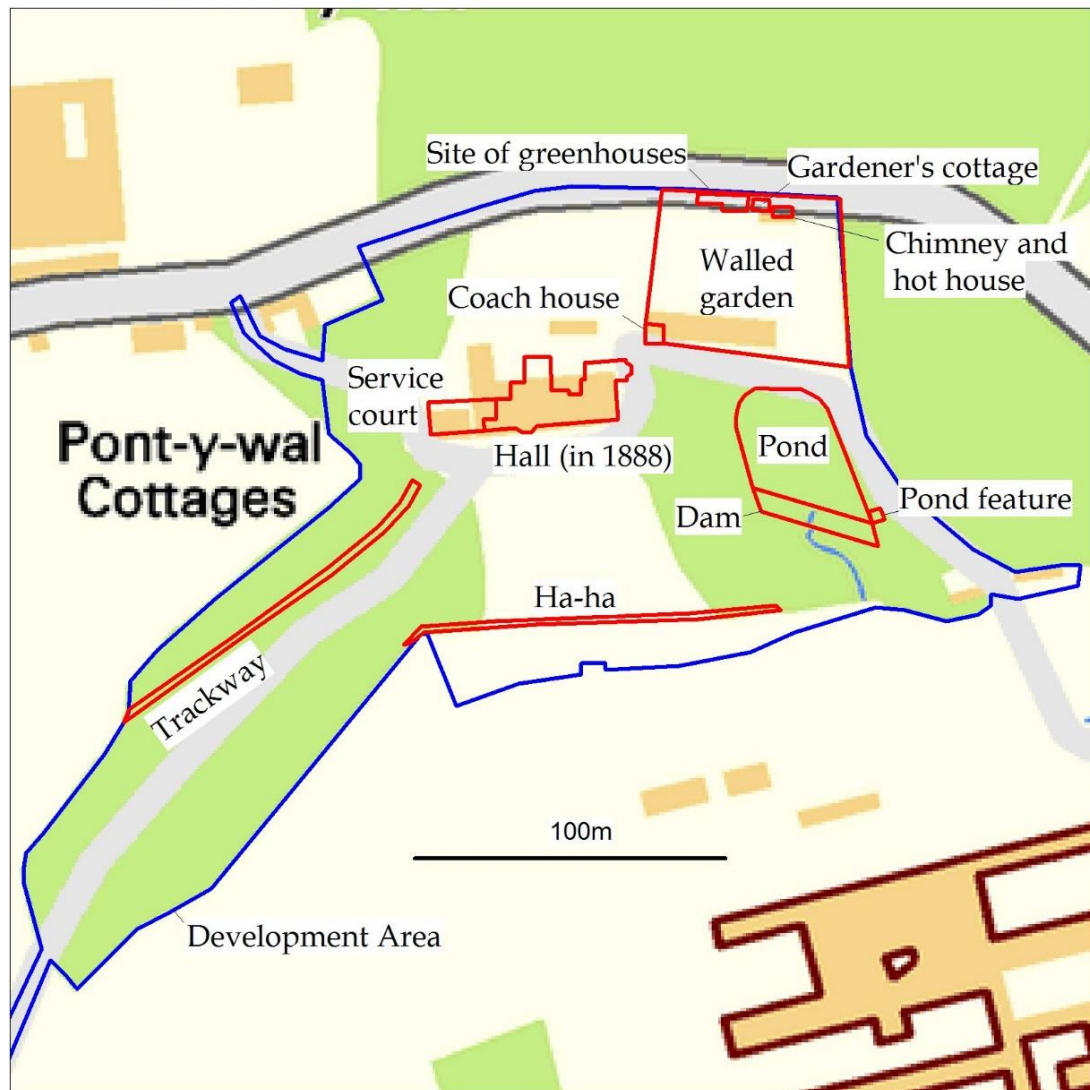 Site of greenhouses
Gardener's cottage
Chimney and
hot house
Walled
garden
Coach house
Service
court
Pont-y-wal
Cottages
Hall (in 1888)
Pond
Pond feature
Dam
Ha-ha
Trackway
100m
Development Area